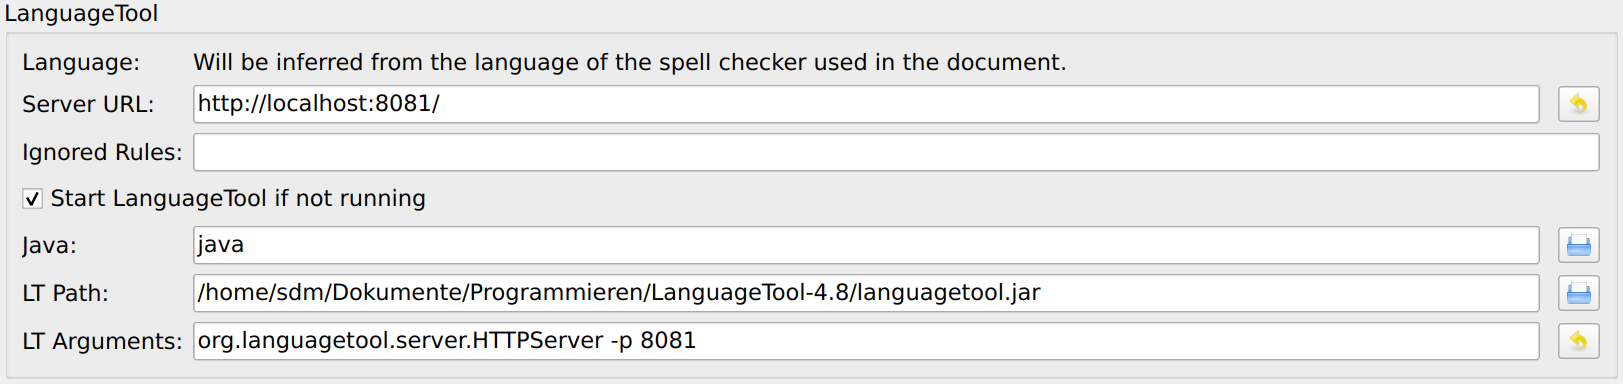 LanguageTool
Language: Will be inferred from the language of the spell checker used in the document.
Server URL: http://localhost:8081/
Ignored Rules:
Start LanguageTool if not running
Java: java
LT Path: /home/sdm/Dokumente/Programmieren/LanguageTool-4.8/languagetool.jar
LT Arguments: org.languagetool.server.HTTPServer -p 8081